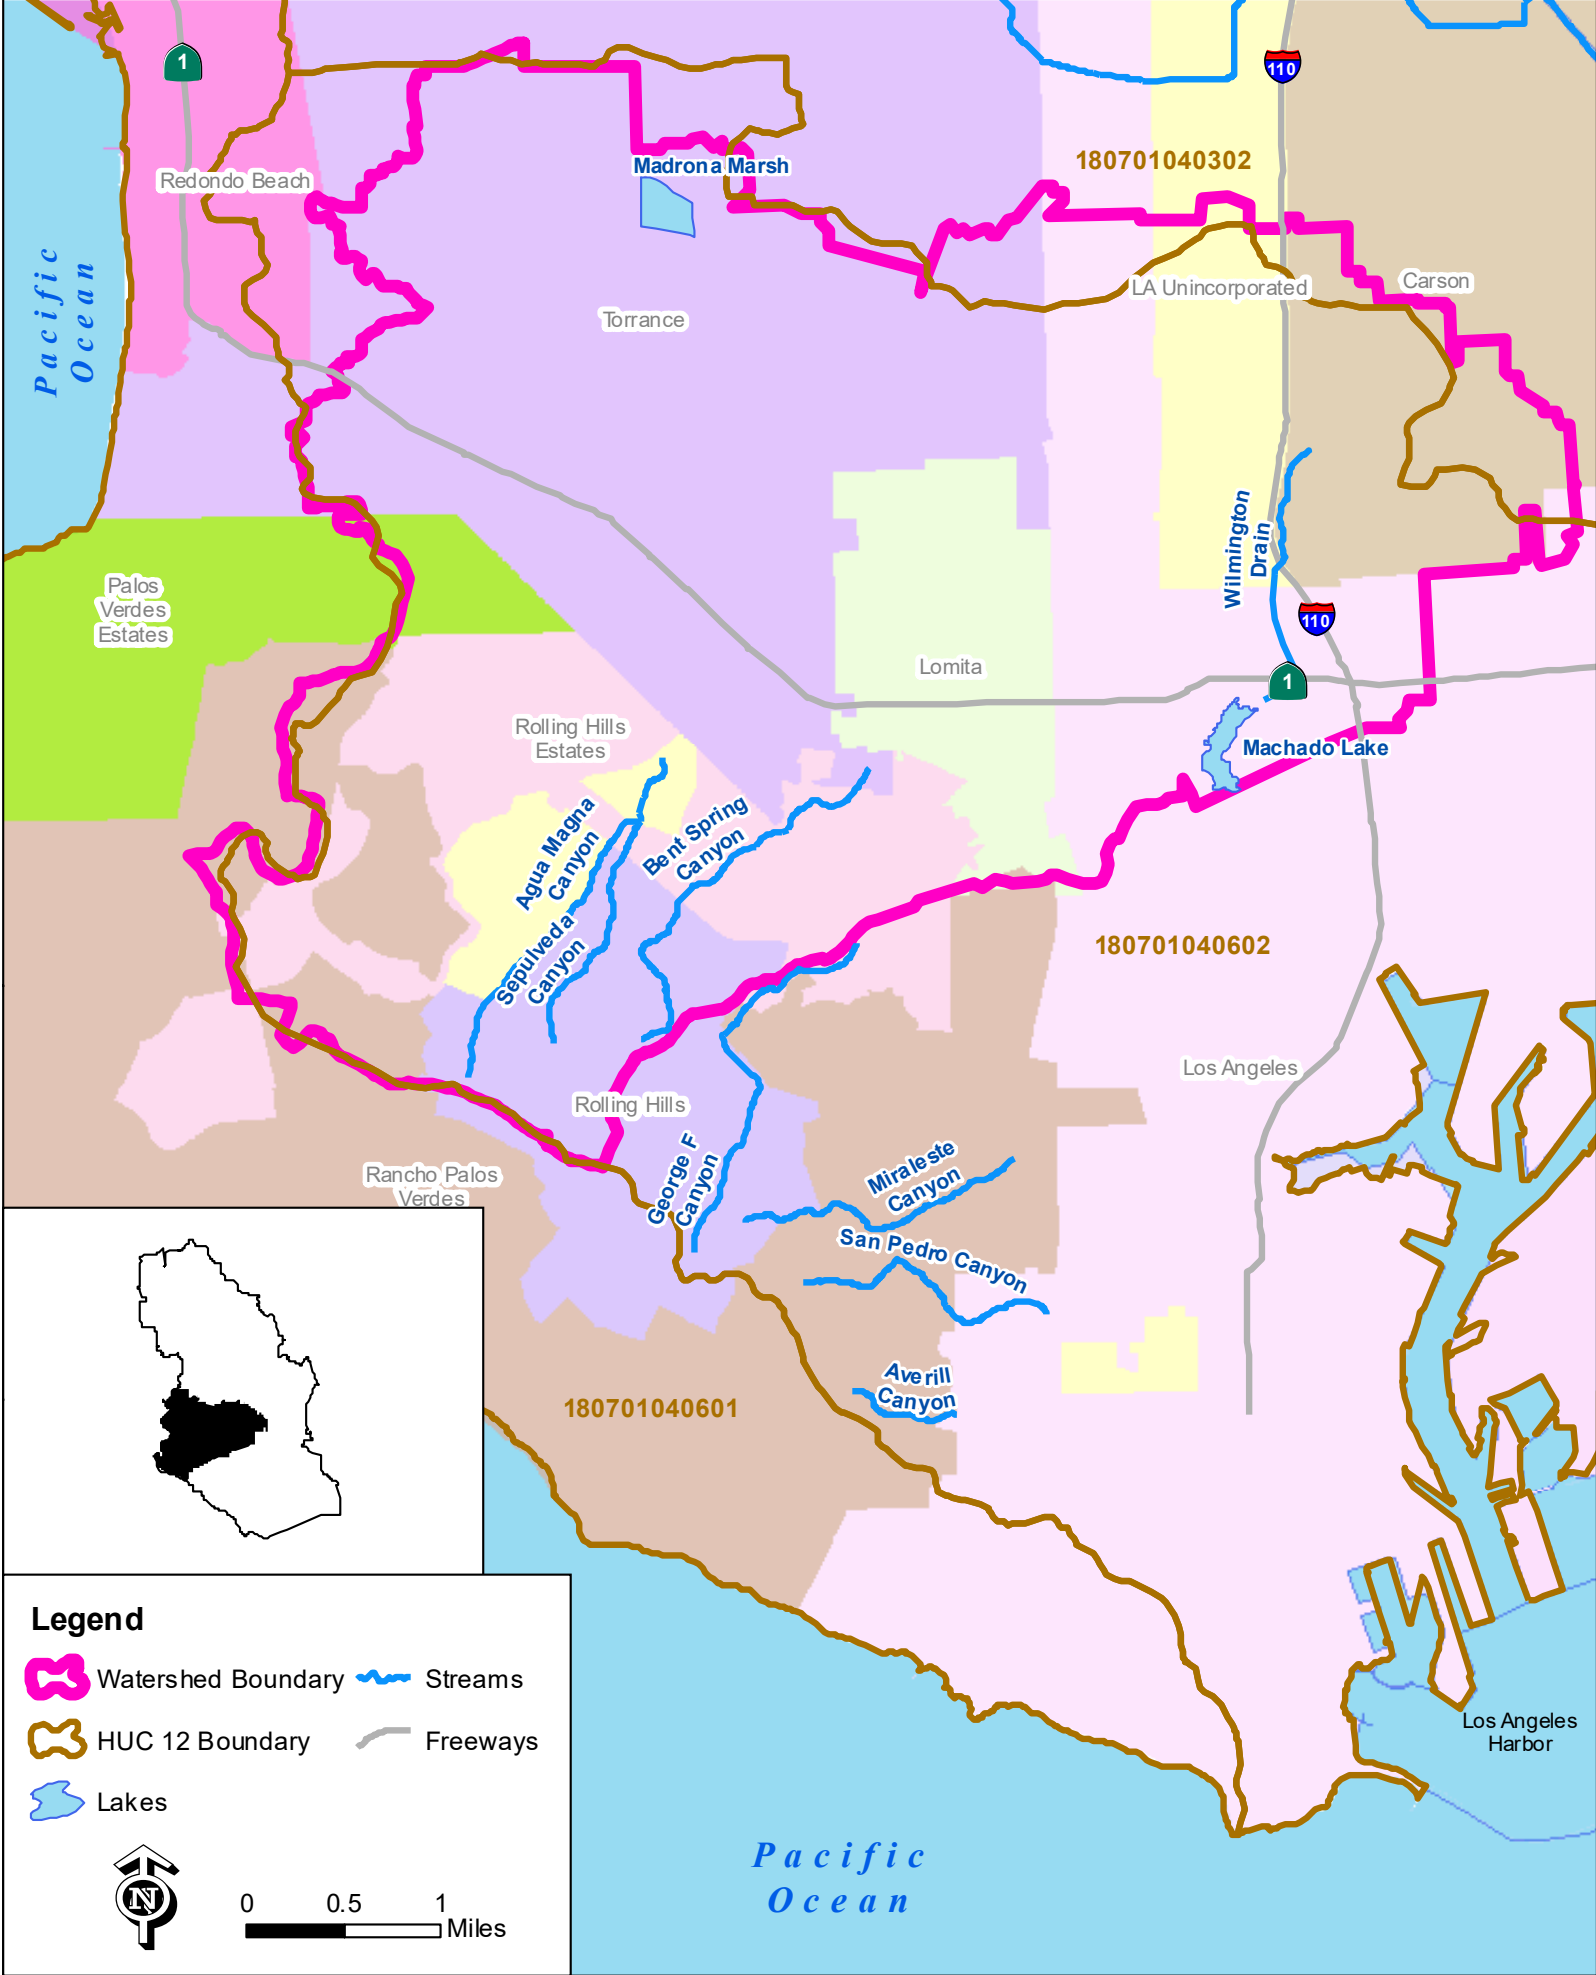 1
110
180701040302
Madrona Marsh
Redondo Beach
Pacific
Ocean
LA Unincorporated
Carson
Torrance
Wilmington
Drain
Palos
Verdes
Estates
110
Lomita
1
Rolling Hills
Estates
Machado Lake
Agua Magna
Canyon
Bent Spring
Canyon
Sepulveda
Canyon
180701040602
Los Angeles
Rolling Hills
George F
Canyon
Miraleste
Canyon
Rancho Palos
Verdes
San Pedro Canyon
Averill
Canyon
180701040601
Legend
Watershed Boundary
Streams
HUC 12 Boundary
Freeways
Lakes
N
0 0.5 1
Miles
Los Angeles
Harbor
Pacific
Ocean